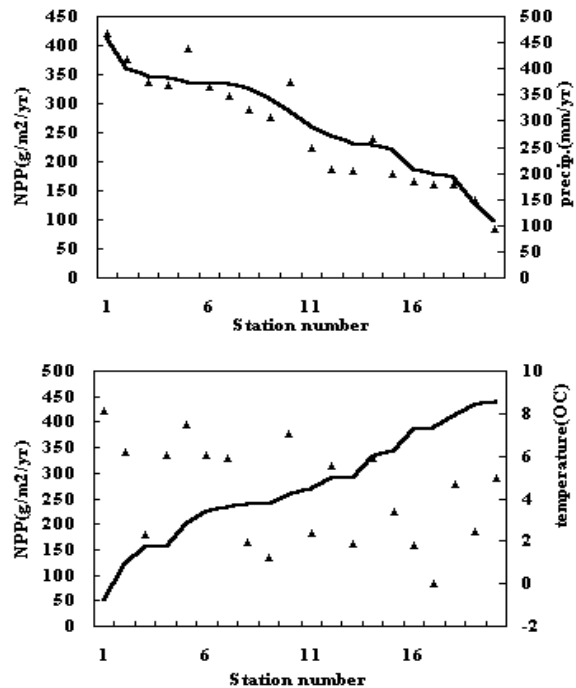 450 500
400 450
350 400
300 350
250 300
200 250
150 200
100 150
50 100
0 50
0
NPP(g/m2/yr)
precip.(mm/yr)
1 6 11 16
Station number
500 10
450 8
400 6
350 4
300 2
250 0
200 -2
150
100
50
0
NPP(g/m2/yr)
temperature(OC)
1 6 11 16
Station number